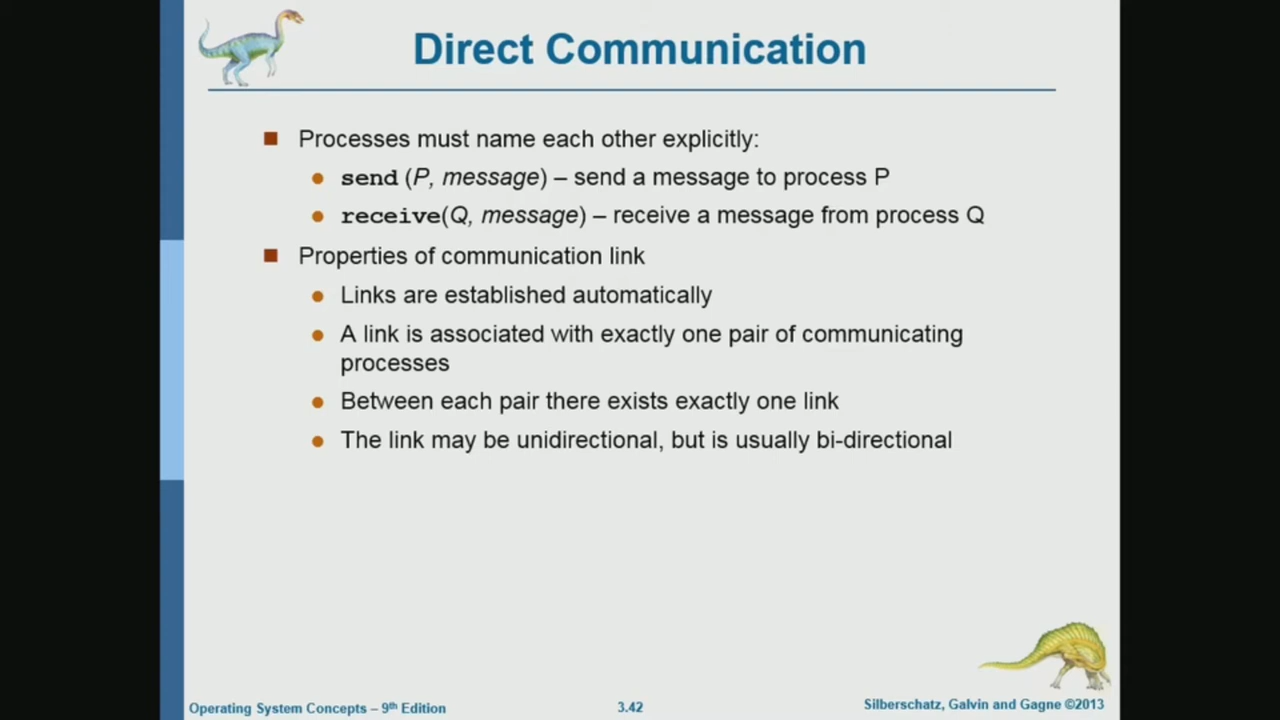 Direct Communication
Processes must name each other explicitly:
send (P, message) – send a message to process P
receive(Q, message) – receive a message from process Q
Properties of communication link
Links are established automatically
A link is associated with exactly one pair of communicating
processes
Between each pair there exists exactly one link
The link may be unidirectional, but is usually bi-directional
Operating System Concepts – 9th Edition
3.42
Silberschatz, Galvin and Gagne ©2013